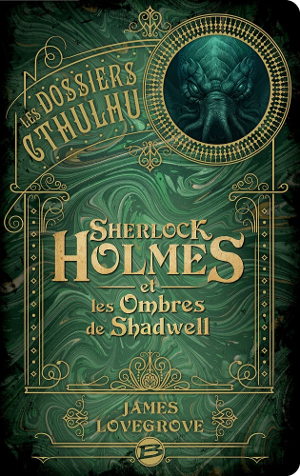 LES DOSSIERS
CTHULHU
SHERLOCK
HOLMES
et
les Ombres
de Shadwell
JAMES
LOVEGROVE
B